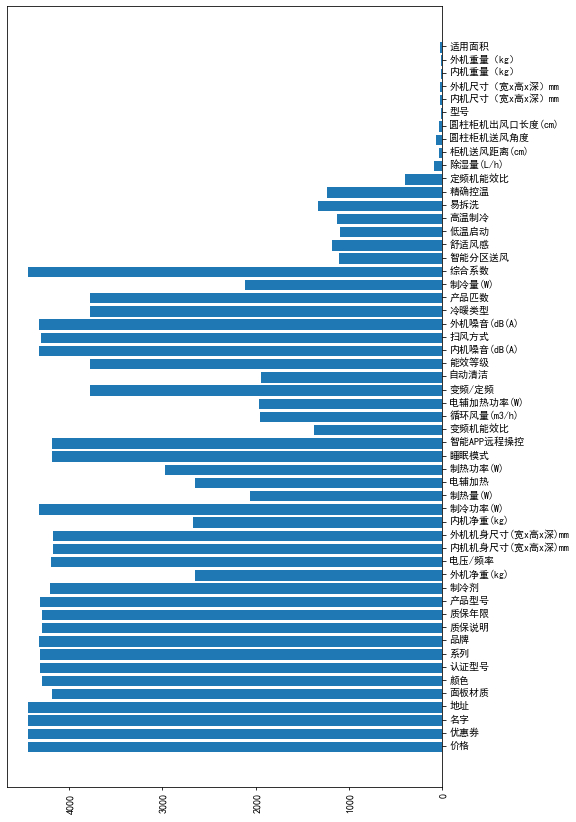 适用面积
外机重量（kg）
内机重量（kg）
外机尺寸（宽x高x深）mm
内机尺寸（宽x高x深）mm
型号
圆柱柜机出风口长度(cm)
圆柱柜机送风角度
柜机送风距离(cm)
除湿量(L/h)
定频机能效比
精确控温
易拆洗
高温制冷
低温启动
舒适风感
智能分区送风
综合系数
制冷量(W)
产品匹数
冷暖类型
外机噪音(dB(A)
扫风方式
内机噪音(dB(A)
能效等级
自动清洁
变频/定频
电辅加热功率(W)
循环风量(m3/h)
变频机能效比
智能APP远程操控
睡眠模式
制热功率(W)
电辅加热
制热量(W)
制冷功率(W)
内机净重(kg)
外机机身尺寸(宽x高x深)mm
内机机身尺寸(宽x高x深)mm
电压/频率
外机净重(kg)
制冷剂
产品型号
质保年限
质保说明
品牌
系列
认证型号
颜色
面板材质
地址
名字
优惠券
价格
4000
3000
2000
1000
0